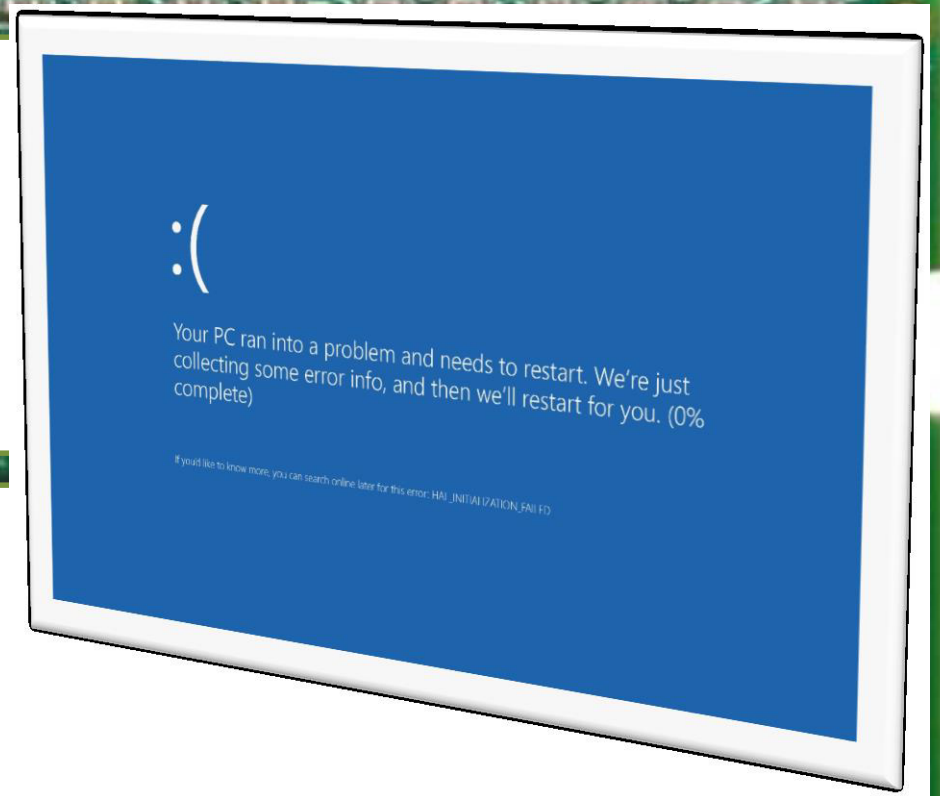 :(
Your PC ran into a problem and needs to restart. We're just
collecting some error info, and then we'll restart for you. (0%
complete)
If you'd like to know more, you can search online later for this error: HAL_INITIALIZATION_FAILED